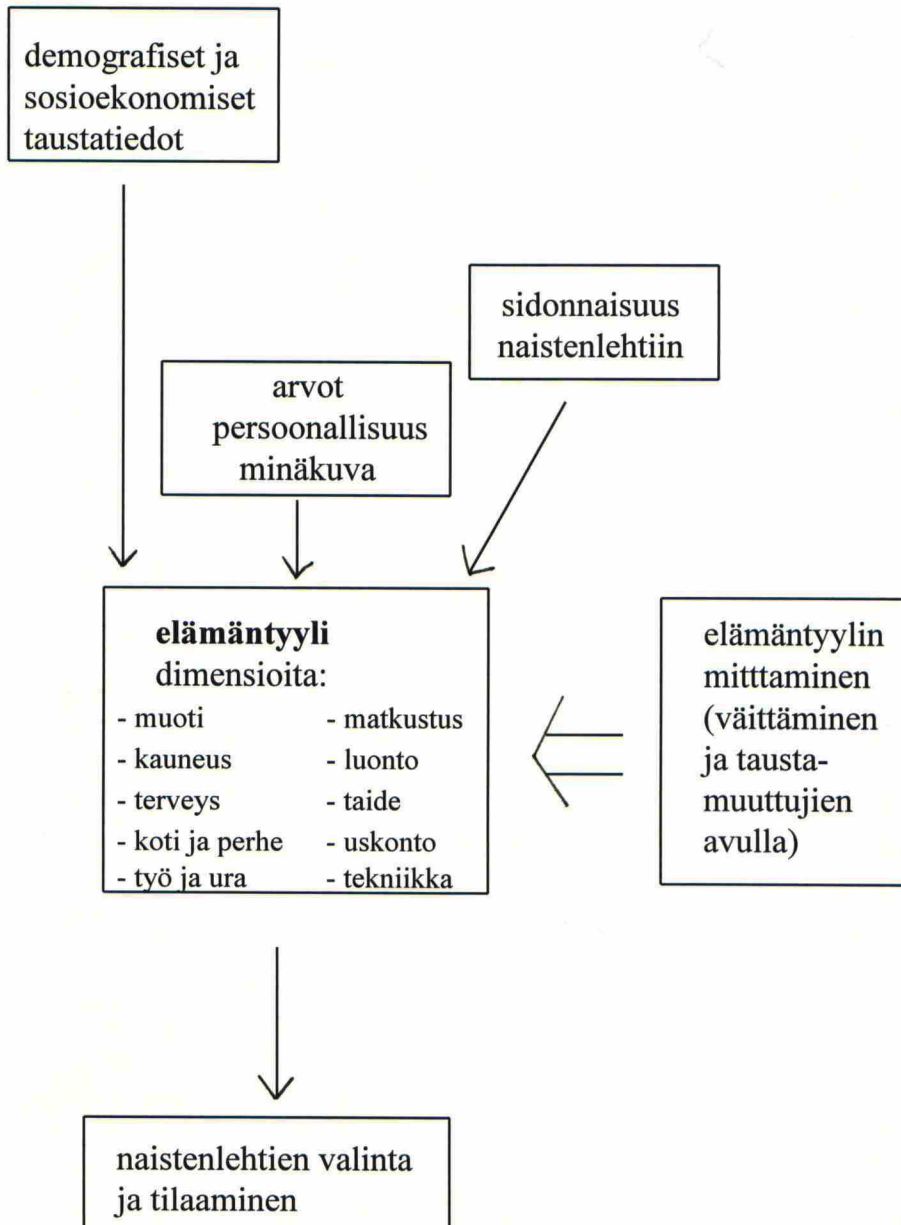 demografiset ja
sosioekonomiset
taustatiedot
sidonnaisuus
naistenlehtiin
arvot
persoonallisuus
minäkuva
elämäntyyli
dimensioita:
- muoti
- kauneus
- terveys
- koti ja perhe
- työ ja ura
- matkustus
- luonto
- taide
- uskonto
- tekniikka
elämäntyylin
mitttaminen
(väittäminen
ja tausta-
muuttujien
avulla)
naistenlehtien valinta
ja tilaaminen